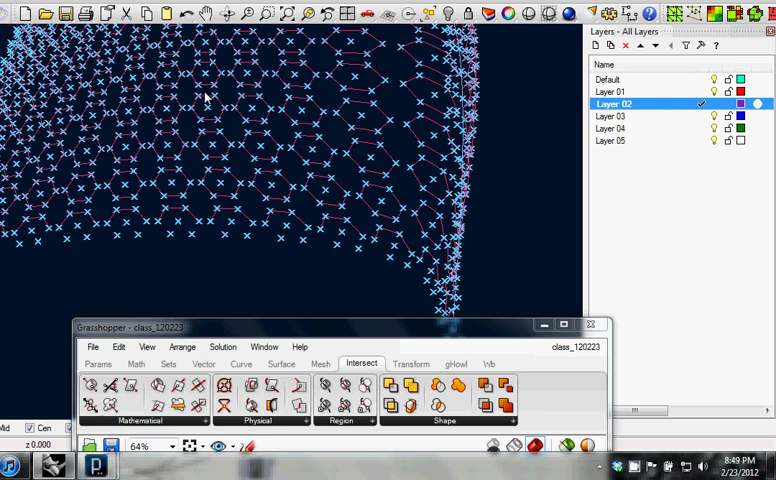 Layers - All Layers
Name
Default
Layer 01
Layer 02
Layer 03
Layer 04
Layer 05
Grasshopper - class_120223
File Edit View Arrange Solution Window Help class_120223
Params Math Sets Vector Curve Surface Mesh Intersect Transform gHowl Wb
Mathematical Physical Region Shape
64%
Mid Cen
z 0.000
8:49 PM
2/23/2012